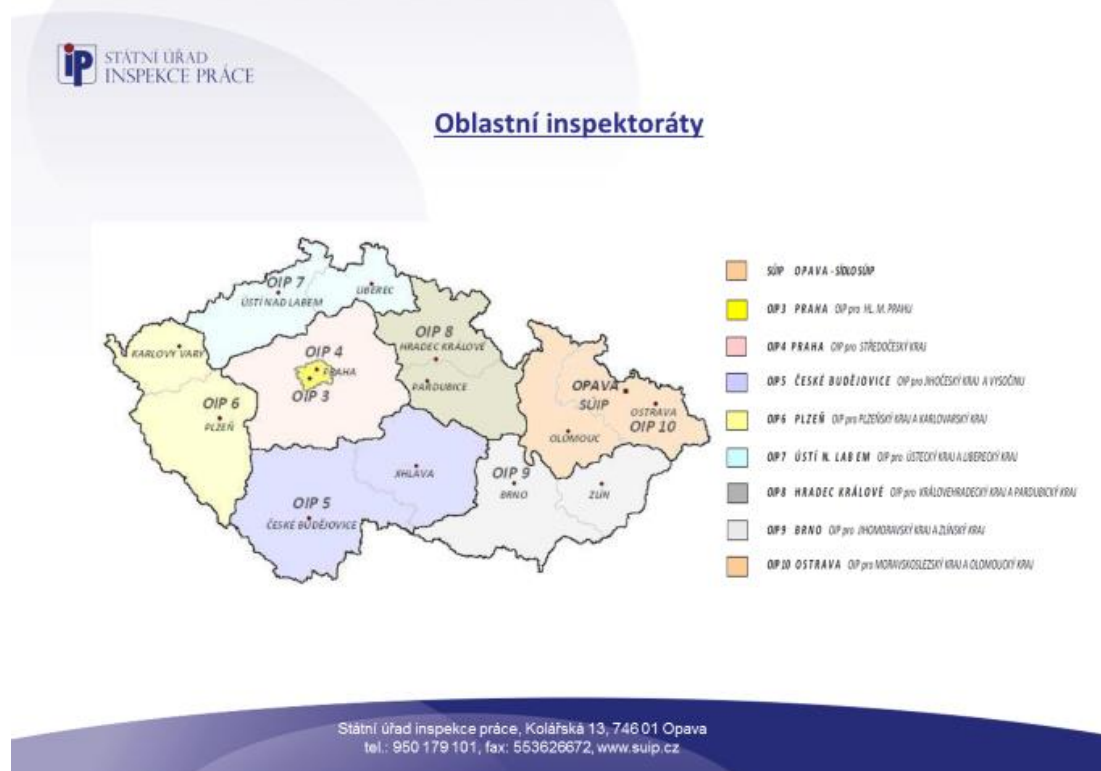 iP STÁTNÍ ÚŘAD
INSPEKCE PRÁCE
Oblastní inspektoráty
OIP 7
ÚSTÍ NAD LABEM
LIBEREC
OIP 8
HRADEC KRÁLOVÉ
PARDUBICE
KARLOVY VARY
OIP 4
PRAHA
OIP 3
OIP 6
PLZEŇ
OPAVA
SÚIP
OSTRAVA
OIP 10
OLOMOUC
JIHLAVA
OIP 9
BRNO
ZLÍN
OIP 5
ČESKÉ BUDĚJOVICE
SÚIP OPAVA - SÍDLO SÚIP
OIP3 PRAHA OIP pro HL. M. PRAHU
OIP4 PRAHA OIP pro STŘEDOČESKÝ KRAJ
OIP5 ČESKÉ BUDĚJOVICE OIP pro JIHOČESKÝ KRAJ A VYSOČINU
OIP6 PLZEŇ OIP pro PLZEŇSKÝ KRAJ A KARLOVARSKÝ KRAJ
OIP7 ÚSTÍ N. LABEM OIP pro ÚSTECKÝ KRAJ A LIBERECKÝ KRAJ
OIP8 HRADEC KRÁLOVÉ OIP pro KRÁLOVEHRADECKÝ KRAJ A PARDUBICKÝ KRAJ
OIP9 BRNO OIP pro JIHOMORAVSKÝ KRAJ A ZLÍNSKÝ KRAJ
OIP10 OSTRAVA OIP pro MORAVSKOSLEZSKÝ KRAJ A OLOMOUCKÝ KRAJ
Státní úřad inspekce práce, Kolářská 13, 746 01 Opava
tel.: 950 179 101, fax: 553626672, www.suip.cz